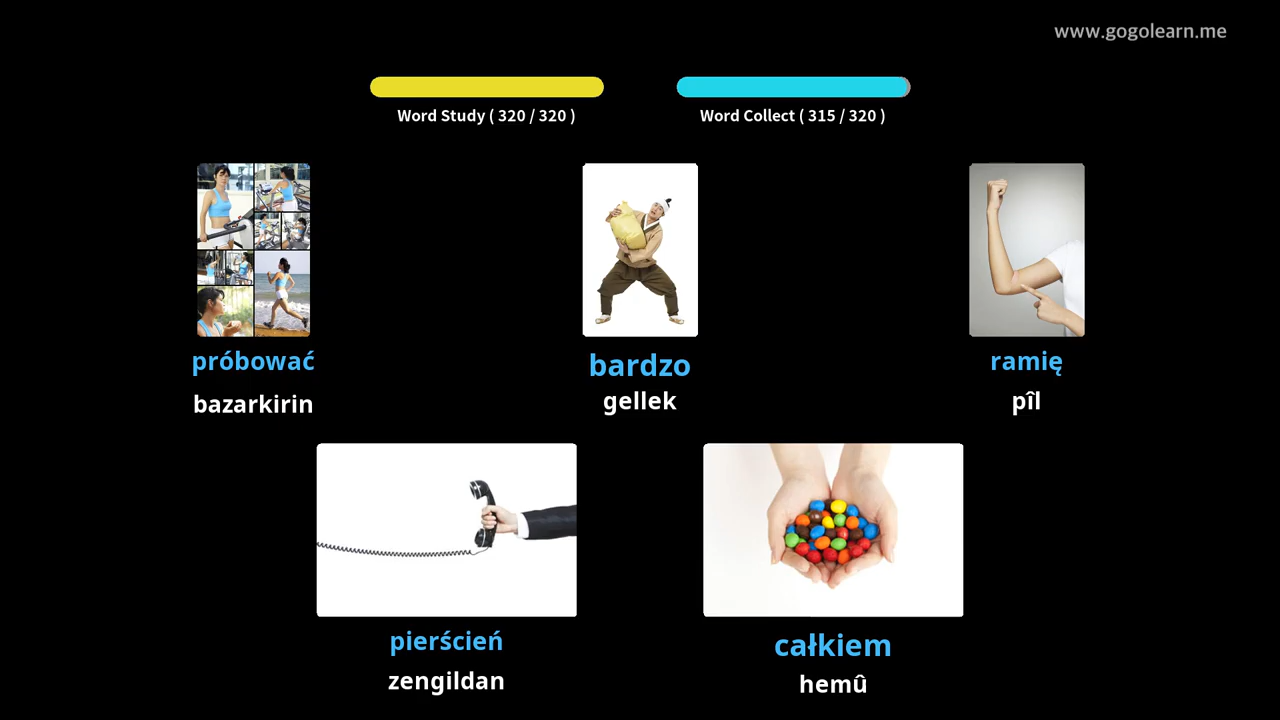 www.gogolearn.me
Word Study ( 320 / 320 )
Word Collect ( 315 / 320 )
próbować
bazarkirin
bardzo
gellek
ramię
pîl
pierścień
zengildan
całkiem
hemû